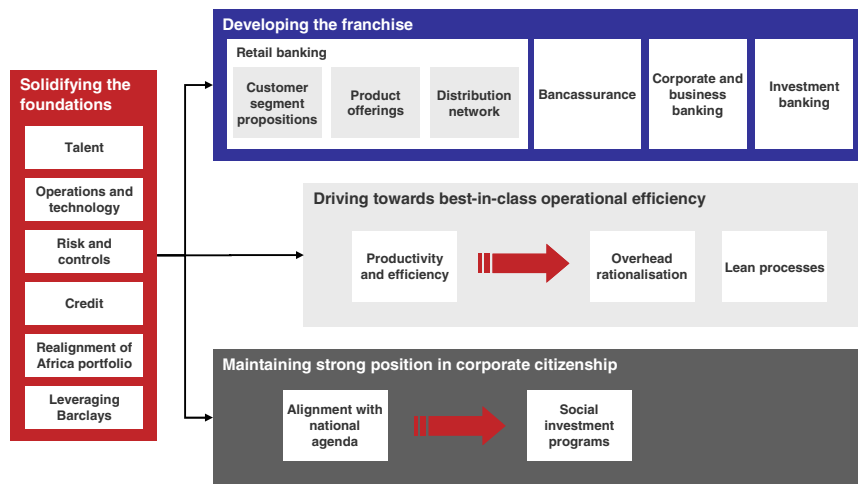 Solidifying the
foundations
Talent
Operations and
technology
Risk and
controls
Credit
Realignment of
Africa portfolio
Leveraging
Barclays
Developing the franchise
Retail banking
Customer
segment
propositions
Product
offerings
Distribution
network
Bancassurance
Corporate and
business
banking
Investment
banking
Driving towards best-in-class operational efficiency
Productivity
and efficiency
Overhead
rationalisation
Lean processes
Maintaining strong position in corporate citizenship
Alignment with
national
agenda
Social
investment
programs